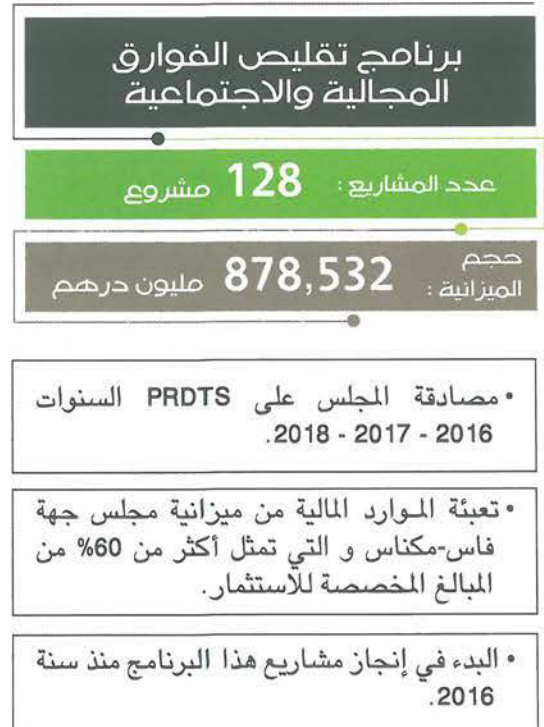 برنامج تقليص الفوارق
المجالية والاجتماعية
عدد المشاريع : 128 مشروع
حجم
الميزانية : 878,532 مليون درهم
• مصادقة المجلس على PRDTS السنوات
2016 - 2017 - 2018.
• تعبئة المـوارد المالية من ميزانية مجلس جهة
فاس-مكناس و التي تمثل أكثر من 60% من
المبالغ المخصصة للاستثمار.
• البدء في إنجاز مشاريع هذا البرنامج منذ سنة
2016.